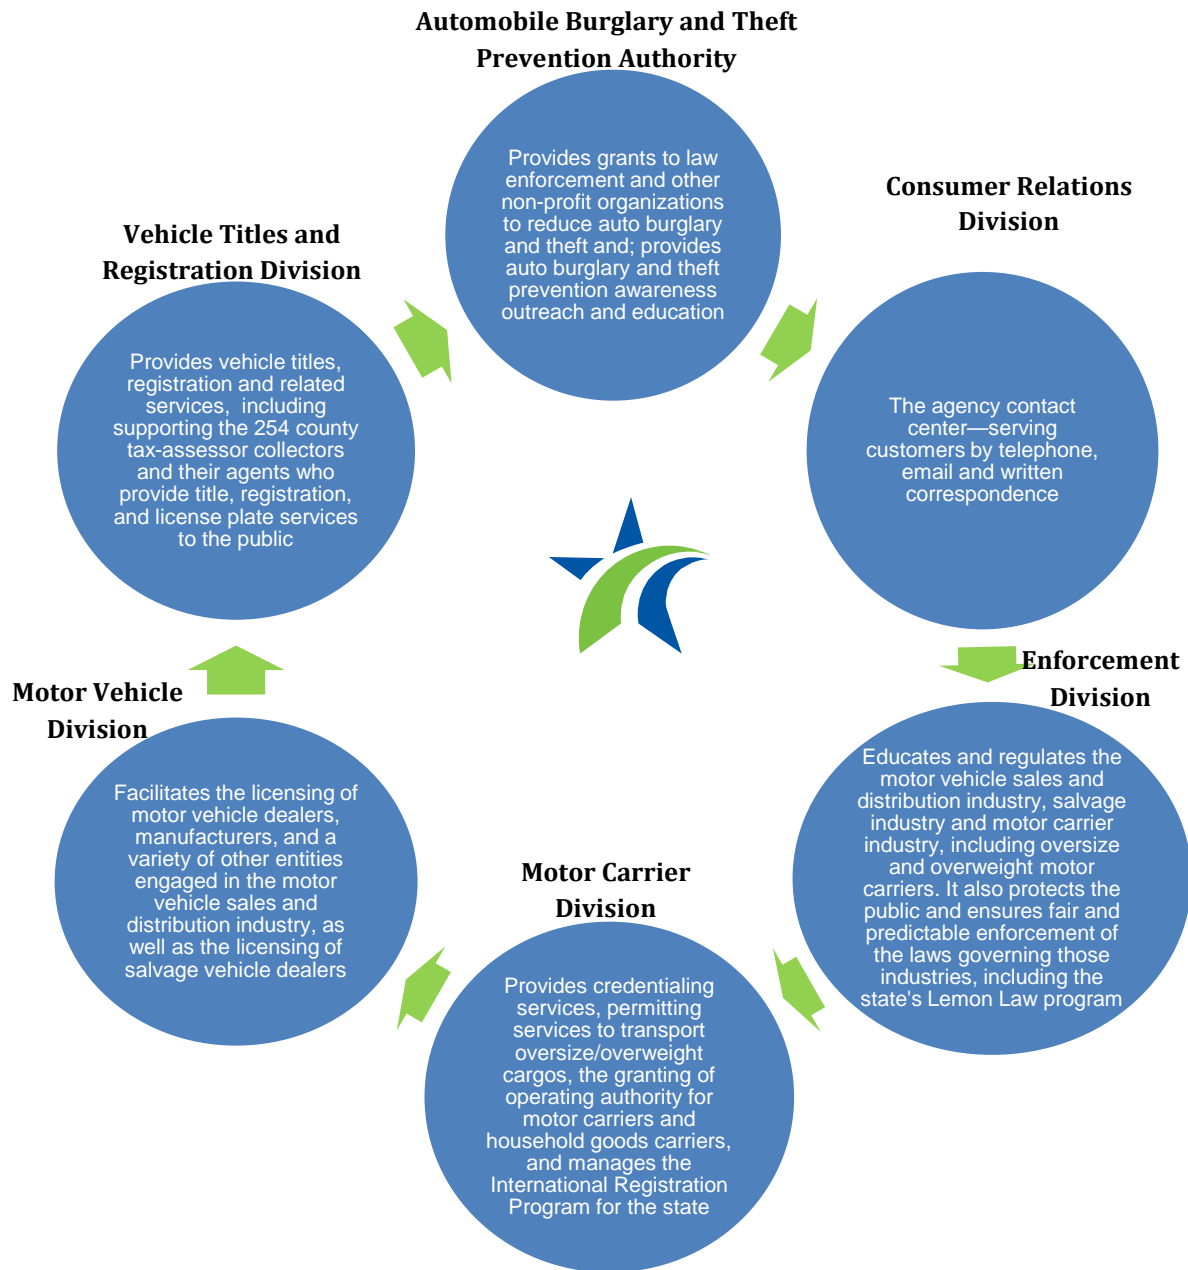 Automobile Burglary and Theft
Prevention Authority
Provides grants to law
enforcement and other
non-profit organizations
to reduce auto burglary
and theft and; provides
auto burglary and theft
prevention awareness
outreach and education
Consumer Relations
Division
The agency contact
center—serving
customers by telephone,
email and written
correspondence
Enforcement
Division
Educates and regulates the
motor vehicle sales and
distribution industry, salvage
industry and motor carrier
industry, including oversize
and overweight motor
carriers. It also protects the
public and ensures fair and
predictable enforcement of
the laws governing those
industries, including the
state's Lemon Law program
Motor Carrier
Division
Provides credentialing
services, permitting
services to transport
oversize/overweight
cargos, the granting of
operating authority for
motor carriers and
household goods carriers,
and manages the
International Registration
Program for the state
Motor Vehicle
Division
Facilitates the licensing of
motor vehicle dealers,
manufacturers, and a
variety of other entities
engaged in the motor
vehicle sales and
distribution industry, as
well as the licensing of
salvage vehicle dealers
Vehicle Titles and
Registration Division
Provides vehicle titles,
registration and related
services, including
supporting the 254 county
tax-assessor collectors
and their agents who
provide title, registration,
and license plate services
to the public